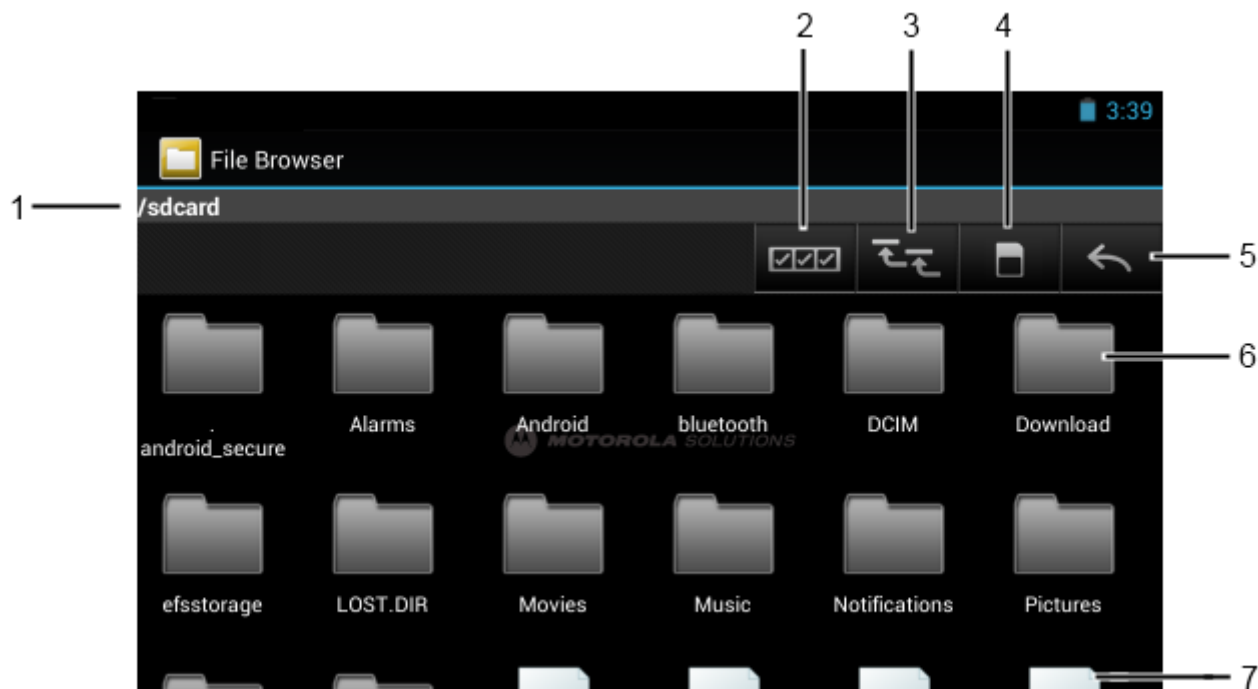 2 3 4
3:39
File Browser
1
/sdcard
5
6
Alarms Android bluetooth DCIM Download
.
android_secure
MOTOROLA SOLUTIONS
efsstorage LOST.DIR Movies Music Notifications Pictures
7